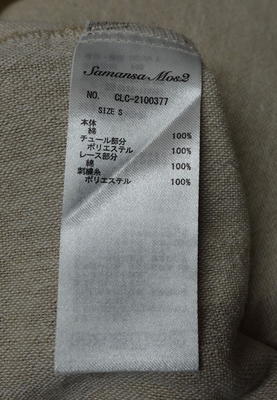 Samansa Mos2
NO. CLC-2100377
SIZE S
本体
綿 100%
チュール部分
ポリエステル 100%
レース部分
綿 100%
刺繍糸
ポリエステル 100%